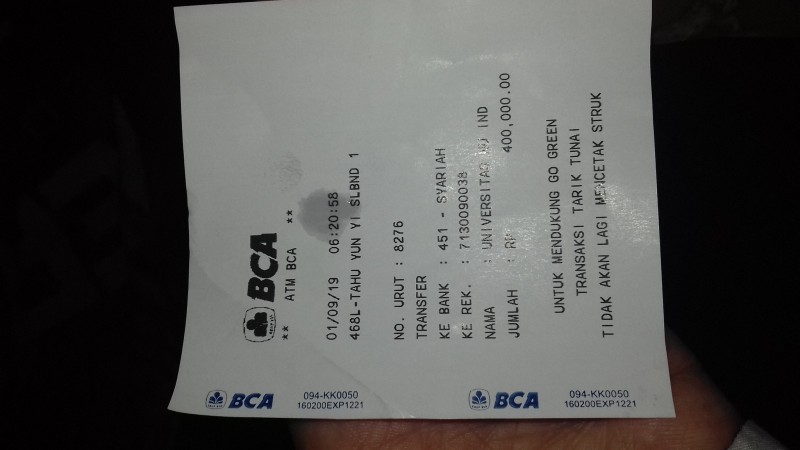 BCA
** ATM BCA **
01/09/19 06:20:58
468L-TAHU YUN YI SLBND 1
NO. URUT : 8276
TRANSFER
KE BANK : 451 - SYARIAH
KE REK. : 7130090038
NAMA : UNIVERSITAS IND
JUMLAH : RP 400,000.00
UNTUK MENDUKUNG GO GREEN
TRANSAKSI TARIK TUNAI
TIDAK AKAN LAGI MENCETAK STRUK
BCA 094-KK0050
160200EXP1221
BCA 094-KK0050
160200EXP1221